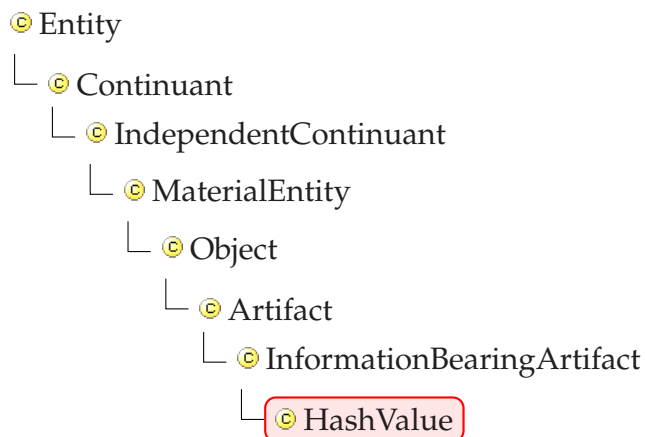 Entity
Continuant
IndependentContinuant
MaterialEntity
Object
Artifact
InformationBearingArtifact
HashValue